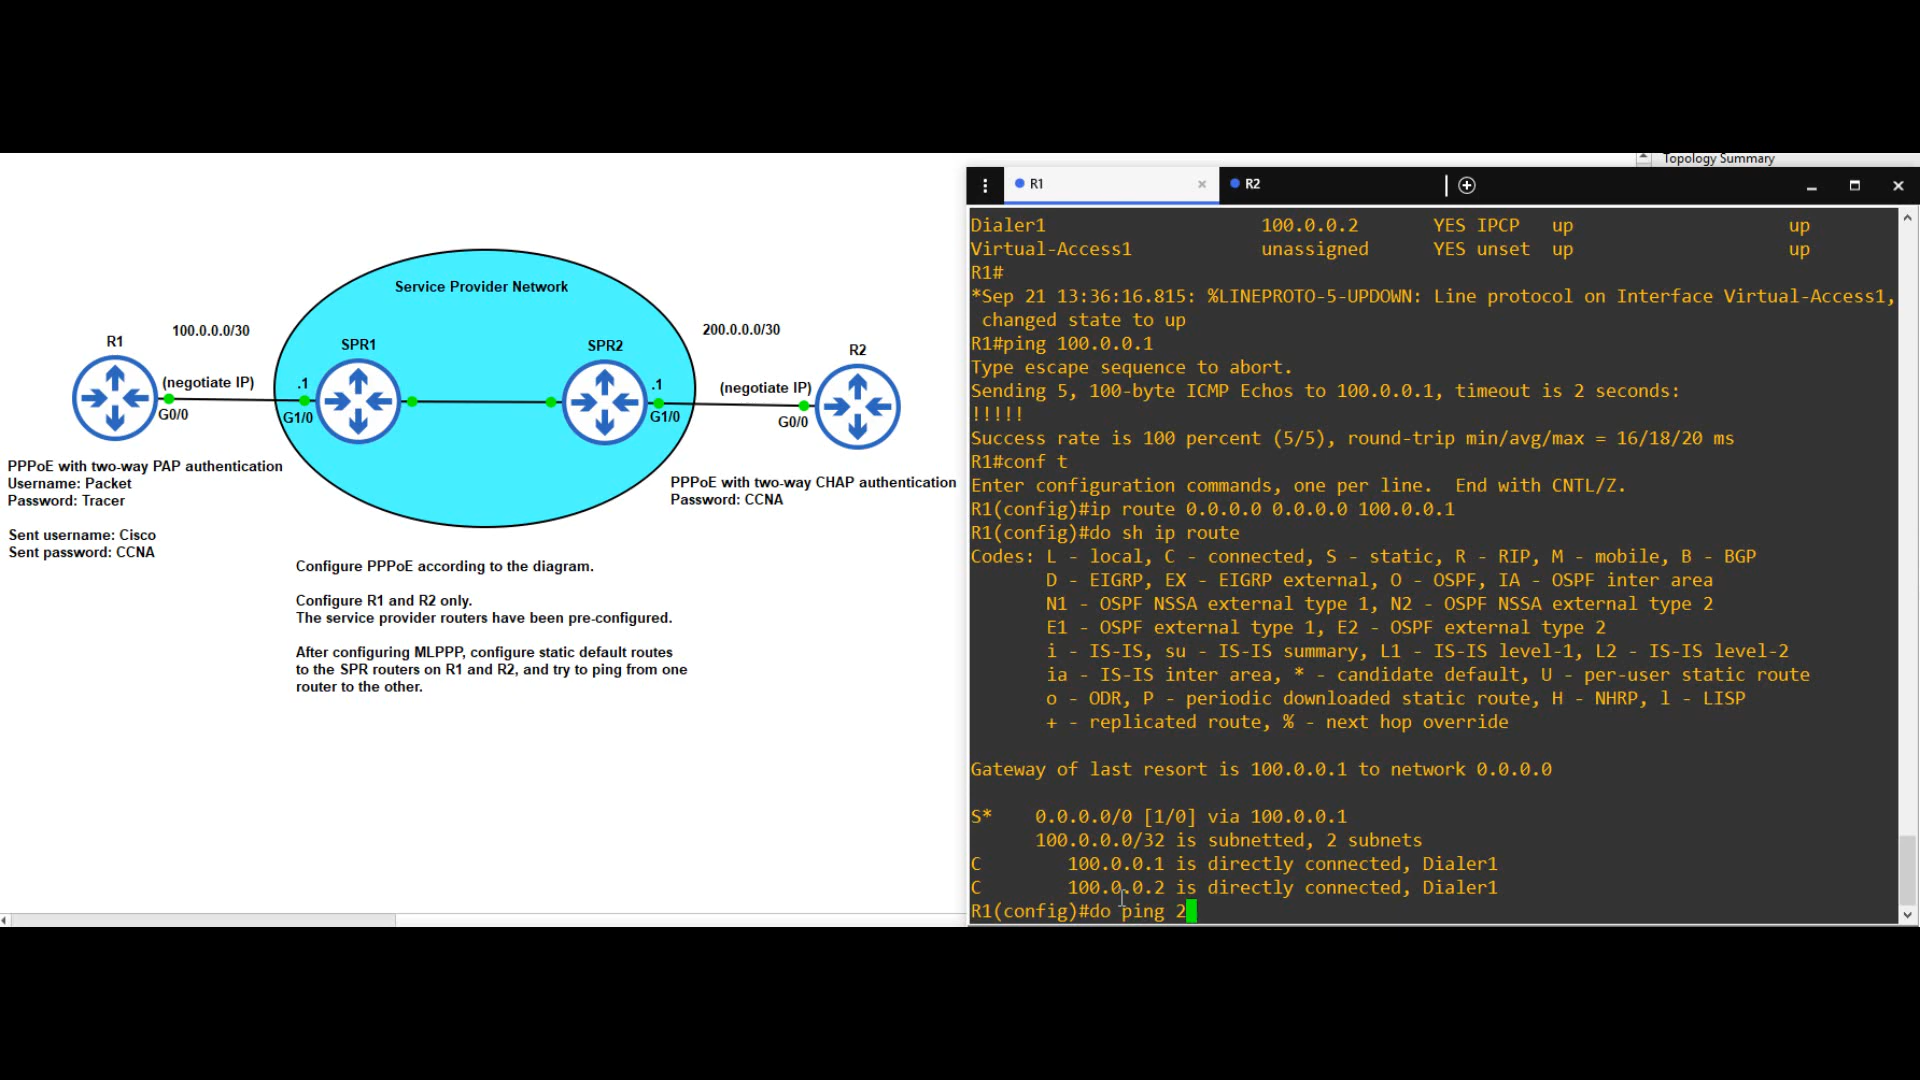 Topology Summary
R1
R2
Service Provider Network
100.0.0.0/30
200.0.0.0/30
R1
SPR1
SPR2
R2
(negotiate IP)
.1
.1
(negotiate IP)
G0/0
G1/0
G1/0
G0/0
PPPoE with two-way PAP authentication
Username: Packet
Password: Tracer
Sent username: Cisco
Sent password: CCNA
PPPoE with two-way CHAP authentication
Password: CCNA
Configure PPPoE according to the diagram.
Configure R1 and R2 only.
The service provider routers have been pre-configured.
After configuring MLPPP, configure static default routes
to the SPR routers on R1 and R2, and try to ping from one
router to the other.
Dialer1 100.0.0.2 YES IPCP up up
Virtual-Access1 unassigned YES unset up up
R1#
*Sep 21 13:36:16.815: %LINEPROTO-5-UPDOWN: Line protocol on Interface Virtual-Access1,
changed state to up
R1#ping 100.0.0.1
Type escape sequence to abort.
Sending 5, 100-byte ICMP Echos to 100.0.0.1, timeout is 2 seconds:
!!!!!
Success rate is 100 percent (5/5), round-trip min/avg/max = 16/18/20 ms
R1#conf t
Enter configuration commands, one per line. End with CNTL/Z.
R1(config)#ip route 0.0.0.0 0.0.0.0 100.0.0.1
R1(config)#do sh ip route
Codes: L - local, C - connected, S - static, R - RIP, M - mobile, B - BGP
D - EIGRP, EX - EIGRP external, O - OSPF, IA - OSPF inter area
N1 - OSPF NSSA external type 1, N2 - OSPF NSSA external type 2
E1 - OSPF external type 1, E2 - OSPF external type 2
i - IS-IS, su - IS-IS summary, L1 - IS-IS level-1, L2 - IS-IS level-2
ia - IS-IS inter area, * - candidate default, U - per-user static route
o - ODR, P - periodic downloaded static route, H - NHRP, l - LISP
+ - replicated route, % - next hop override
Gateway of last resort is 100.0.0.1 to network 0.0.0.0
S* 0.0.0.0/0 [1/0] via 100.0.0.1
100.0.0.0/32 is subnetted, 2 subnets
C 100.0.0.1 is directly connected, Dialer1
C 100.0.0.2 is directly connected, Dialer1
R1(config)#do ping 2